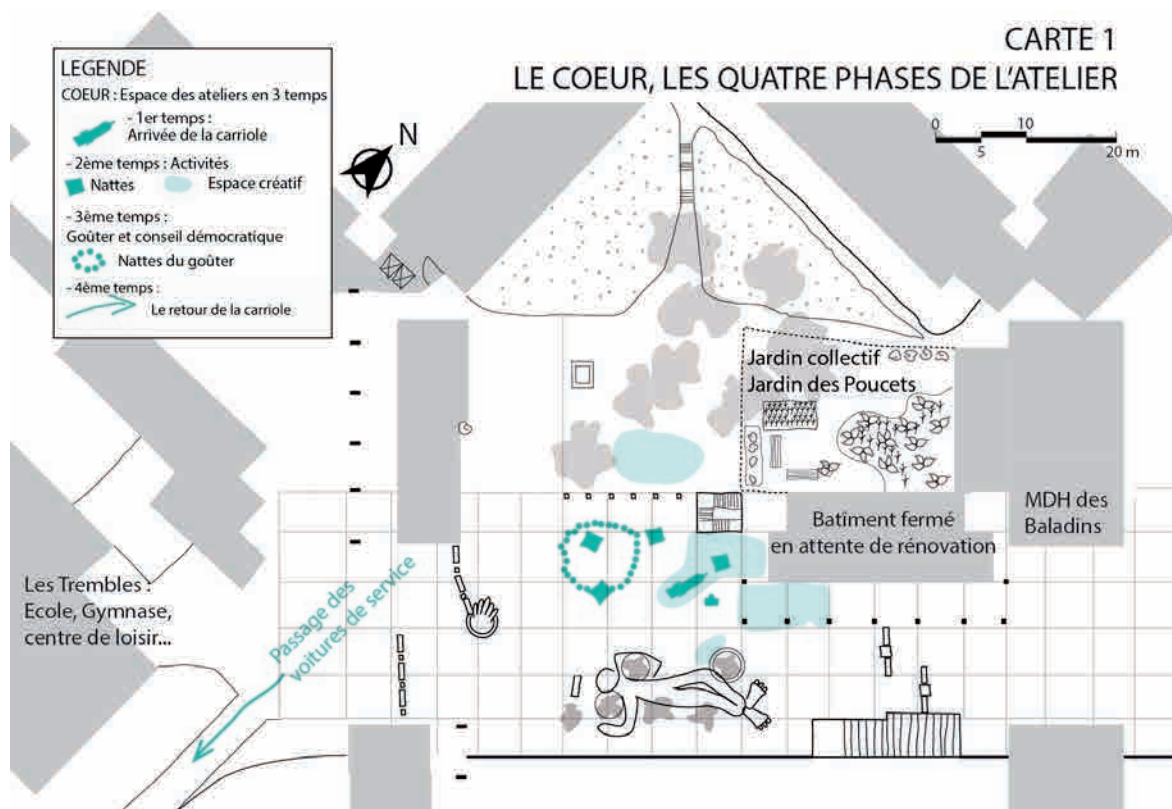 CARTE 1
LE COEUR, LES QUATRE PHASES DE L'ATELIER
LEGENDE
COEUR : Espace des ateliers en 3 temps
- 1er temps :
Arrivée de la carriole
- 2ème temps : Activités
Nattes
Espace créatif
- 3ème temps :
Goûter et conseil démocratique
Nattes du goûter
- 4ème temps :
Le retour de la carriole
N
0
10
5
20 m
Jardin collectif
Jardin des Poucets
MDH des
Baladins
Batîment fermé
en attente de rénovation
Les Trembles :
Ecole, Gymnase,
centre de loisir...
Passage des
voitures de service